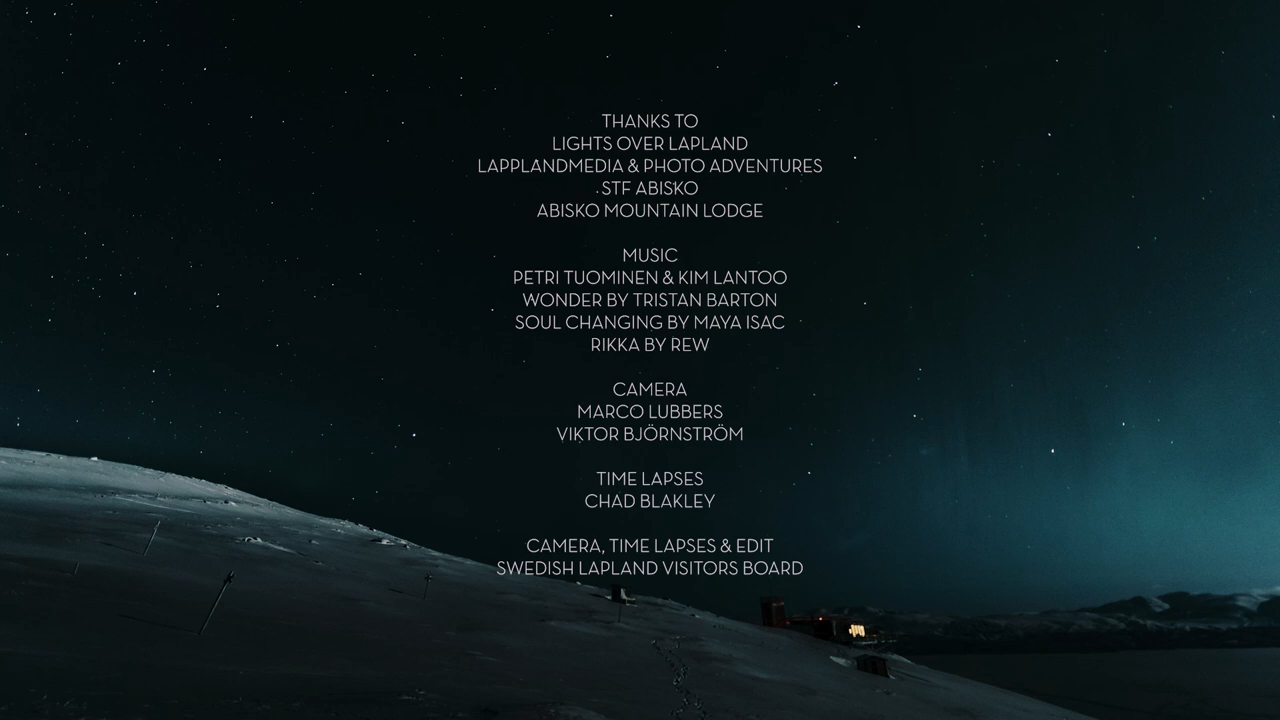 THANKS TO
LIGHTS OVER LAPLAND
LAPPLANDMEDIA & PHOTO ADVENTURES
STF ABISKO
ABISKO MOUNTAIN LODGE
MUSIC
PETRI TUOMINEN & KIM LANTOO
WONDER BY TRISTAN BARTON
SOUL CHANGING BY MAYA ISAC
RIKKA BY REW
CAMERA
MARCO LUBBERS
VIKTOR BJÖRNSTRÖM
TIME LAPSES
CHAD BLAKLEY
CAMERA, TIME LAPSES & EDIT
SWEDISH LAPLAND VISITORS BOARD